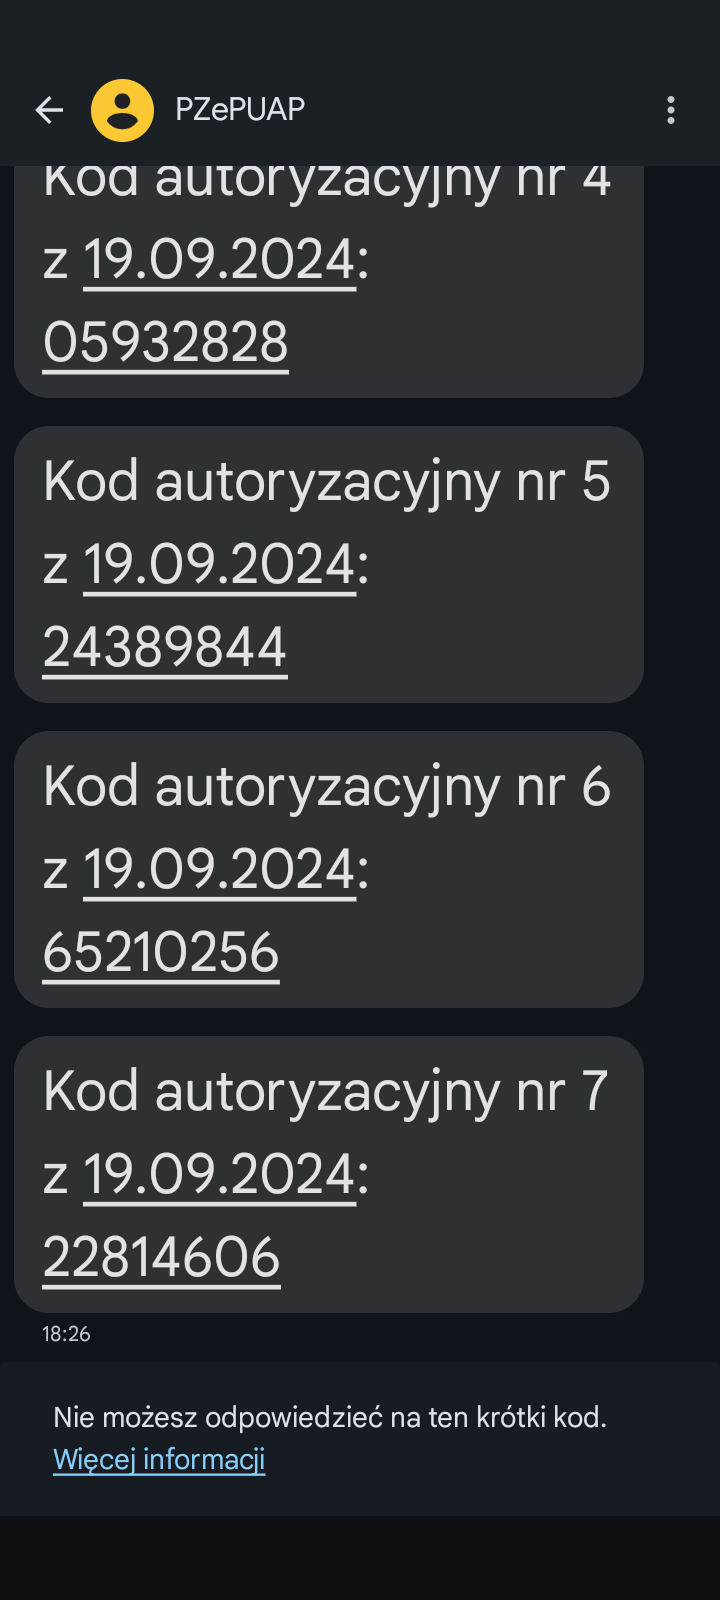 PZePUAP
Kod autoryzacyjny nr 4
z 19.09.2024:
05932828
Kod autoryzacyjny nr 5
z 19.09.2024:
24389844
Kod autoryzacyjny nr 6
z 19.09.2024:
65210256
Kod autoryzacyjny nr 7
z 19.09.2024:
22814606
18:26
Nie możesz odpowiedzieć na ten krótki kod.
Więcej informacji